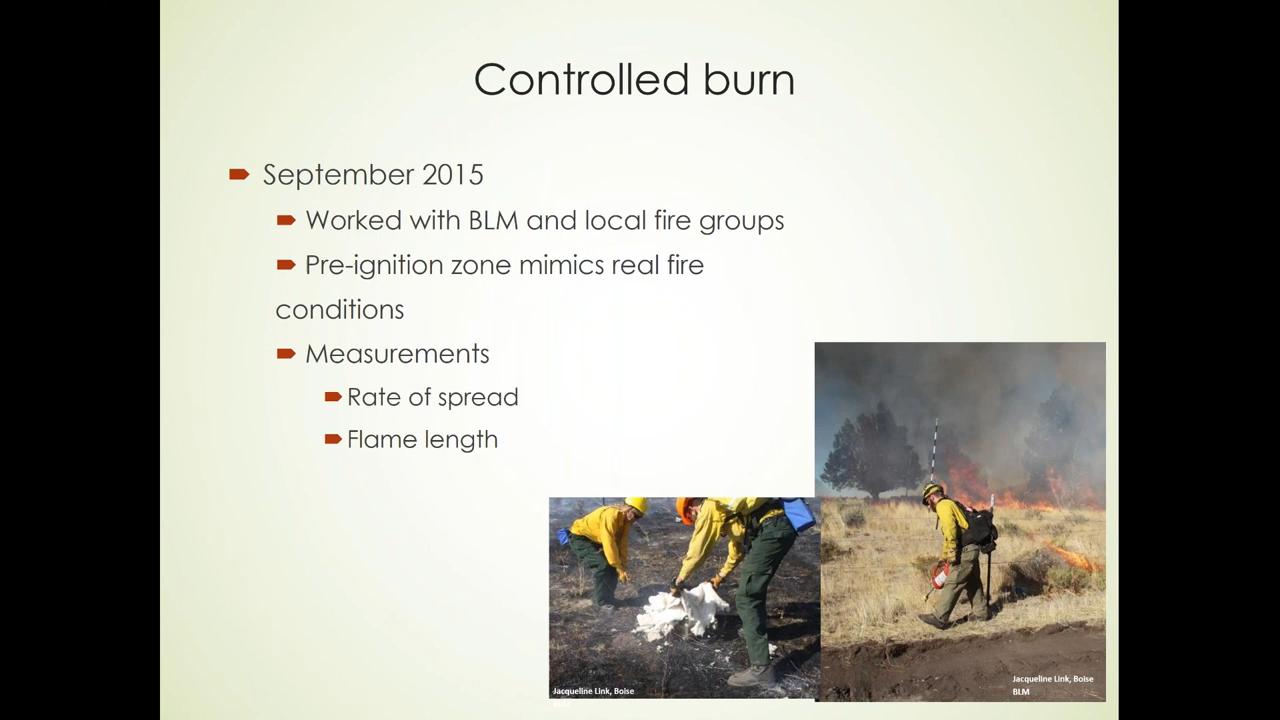 Controlled burn
September 2015
Worked with BLM and local fire groups
Pre-ignition zone mimics real fire
conditions
Measurements
Rate of spread
Flame length
Jacqueline Link, Boise
Jacqueline Link, Boise
BLM